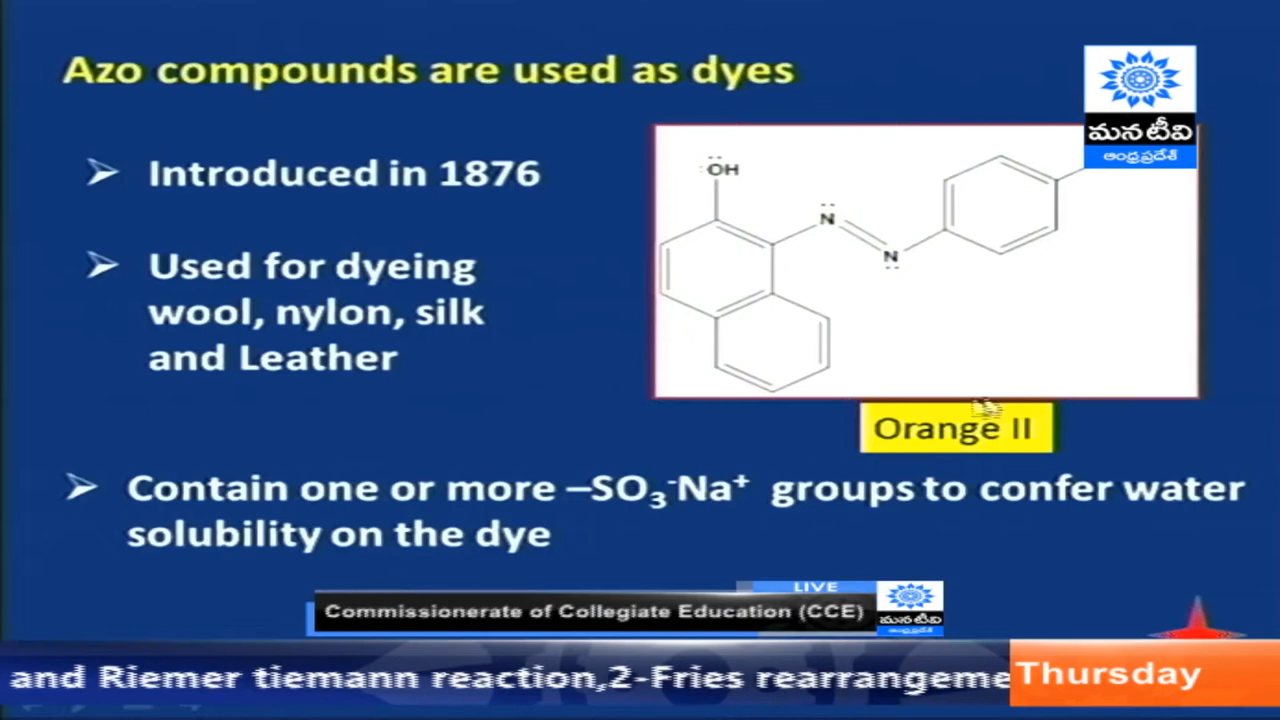 Azo compounds are used as dyes
మన టీవి
ఆంధ్రప్రదేశ్
➢ Introduced in 1876
➢ Used for dyeing
wool, nylon, silk
and Leather
OH
N
N
Orange II
➢ Contain one or more –SO₃⁻Na⁺ groups to confer water
solubility on the dye
LIVE
Commissionerate of Collegiate Education (CCE)
మన టీవి
ఆంధ్రప్రదేశ్
and Riemer tiemann reaction,2-Fries rearrangeme
Thursday